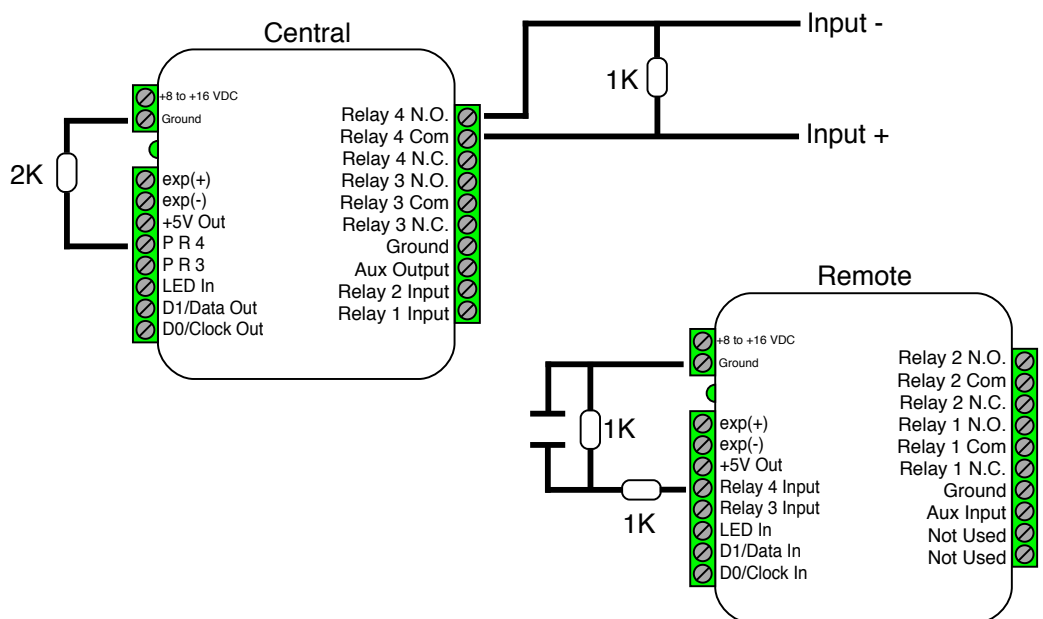 Central
Input -
1K
Input +
2K
+8 to +16 VDC
Ground
exp(+)
exp(-)
+5V Out
P R 4
P R 3
LED In
D1/Data Out
D0/Clock Out
Relay 4 N.O.
Relay 4 Com
Relay 4 N.C.
Relay 3 N.O.
Relay 3 Com
Relay 3 N.C.
Ground
Aux Output
Relay 2 Input
Relay 1 Input
Remote
1K
1K
+8 to +16 VDC
Ground
exp(+)
exp(-)
+5V Out
Relay 4 Input
Relay 3 Input
LED In
D1/Data In
D0/Clock In
Relay 2 N.O.
Relay 2 Com
Relay 2 N.C.
Relay 1 N.O.
Relay 1 Com
Relay 1 N.C.
Ground
Aux Input
Not Used
Not Used